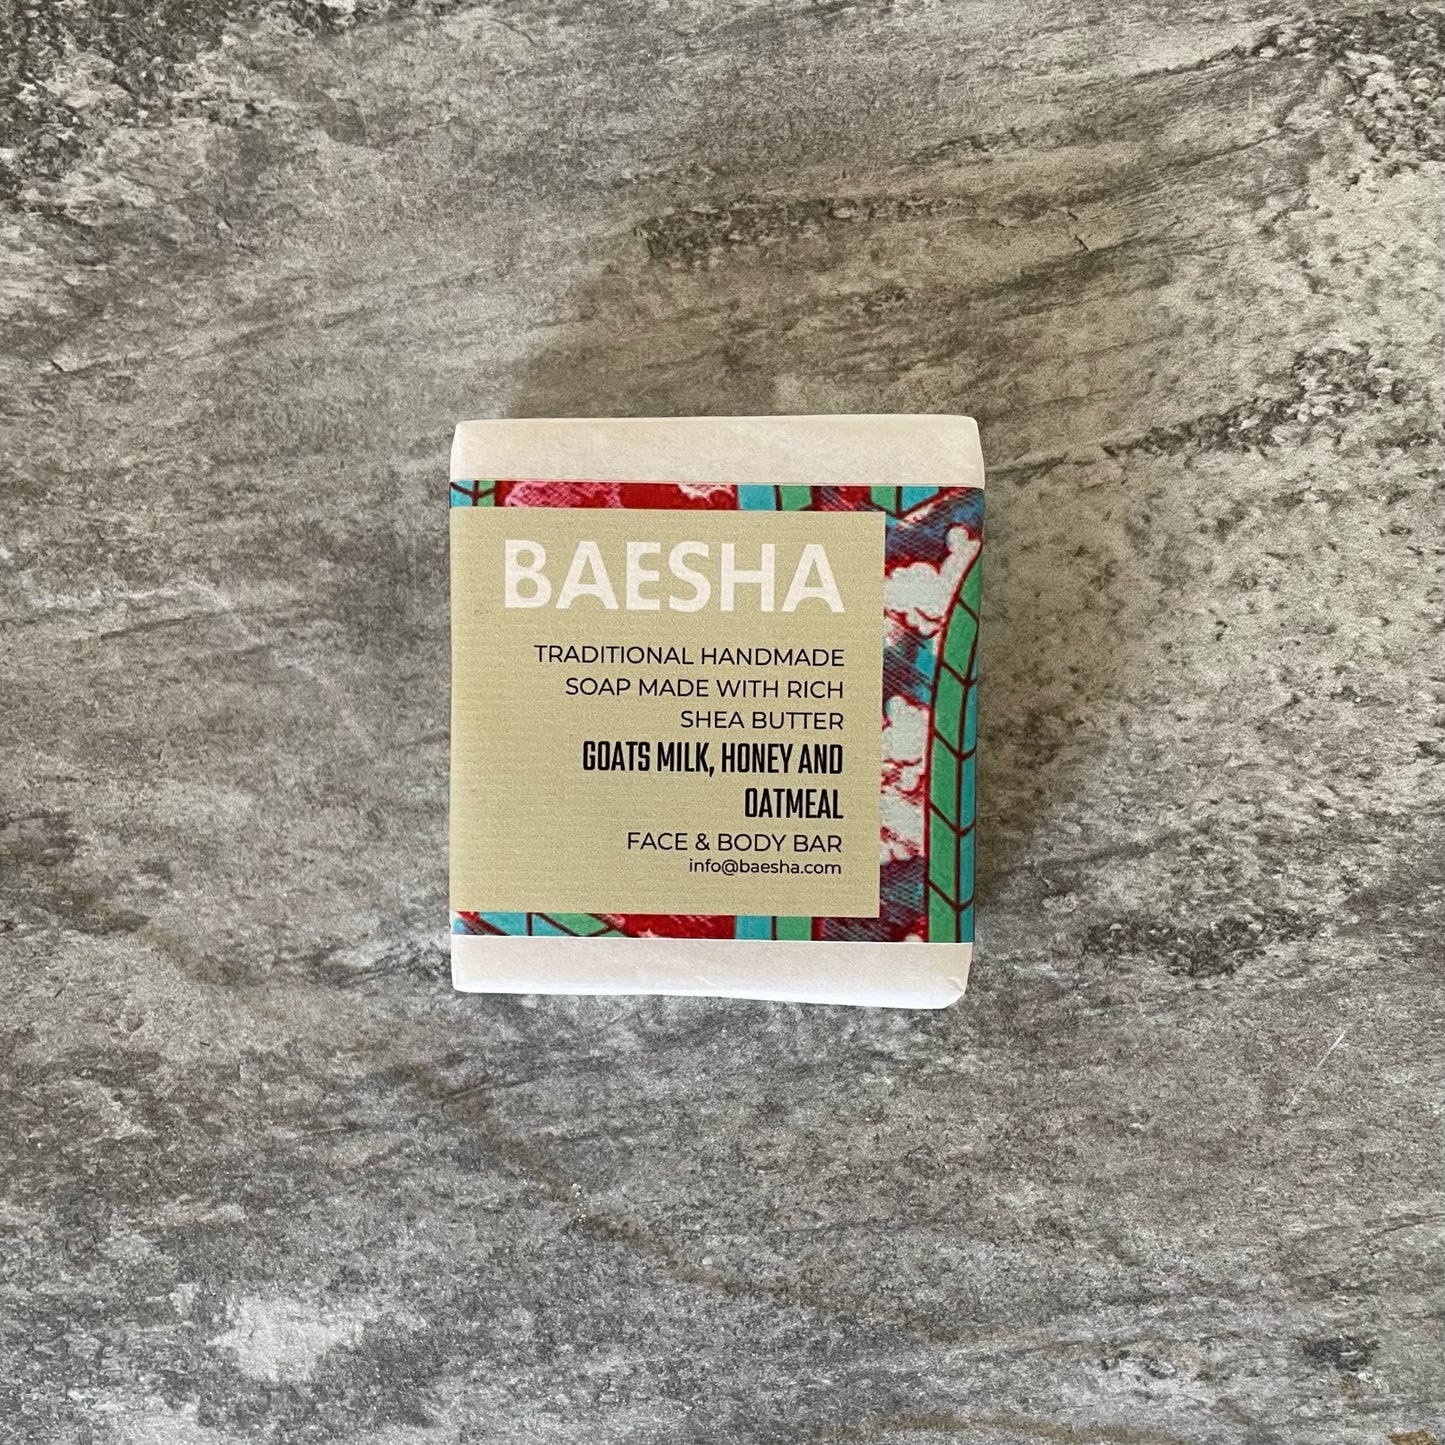 BAESHA
TRADITIONAL HANDMADE
SOAP MADE WITH RICH
SHEA BUTTER
GOATS MILK, HONEY AND
OATMEAL
FACE & BODY BAR
info@baesha.com